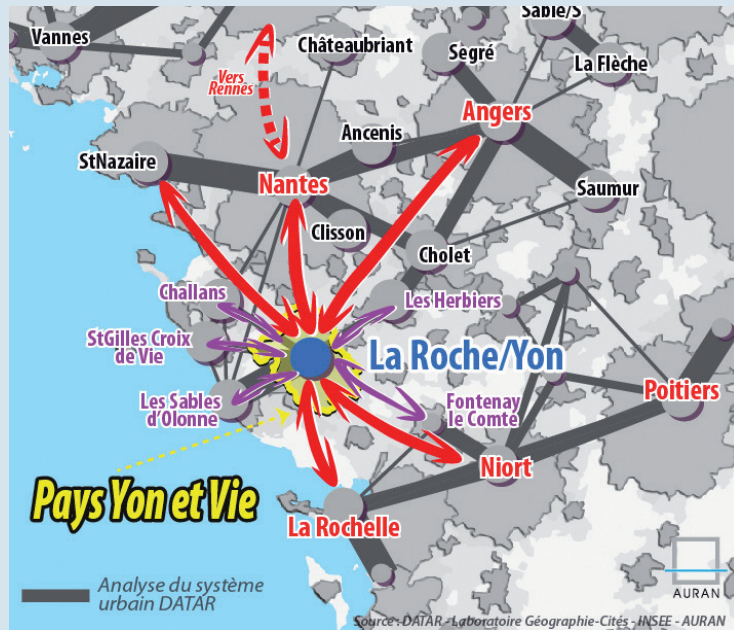 Sablé/S
Vannes
Châteaubriant
Segré
La Flèche
Vers
Rennes
Angers
Ancenis
StNazaire
Nantes
Saumur
Clisson
Cholet
Challans
Les Herbiers
StGilles Croix
de Vie
La Roche/Yon
Les Sables
d'Olonne
Fontenay
le Comte
Poitiers
Niort
Pays Yon et Vie
La Rochelle
Analyse du système
urbain DATAR
AURAN
Source : DATAR - Laboratoire Géographie-Cités - INSEE - AURAN